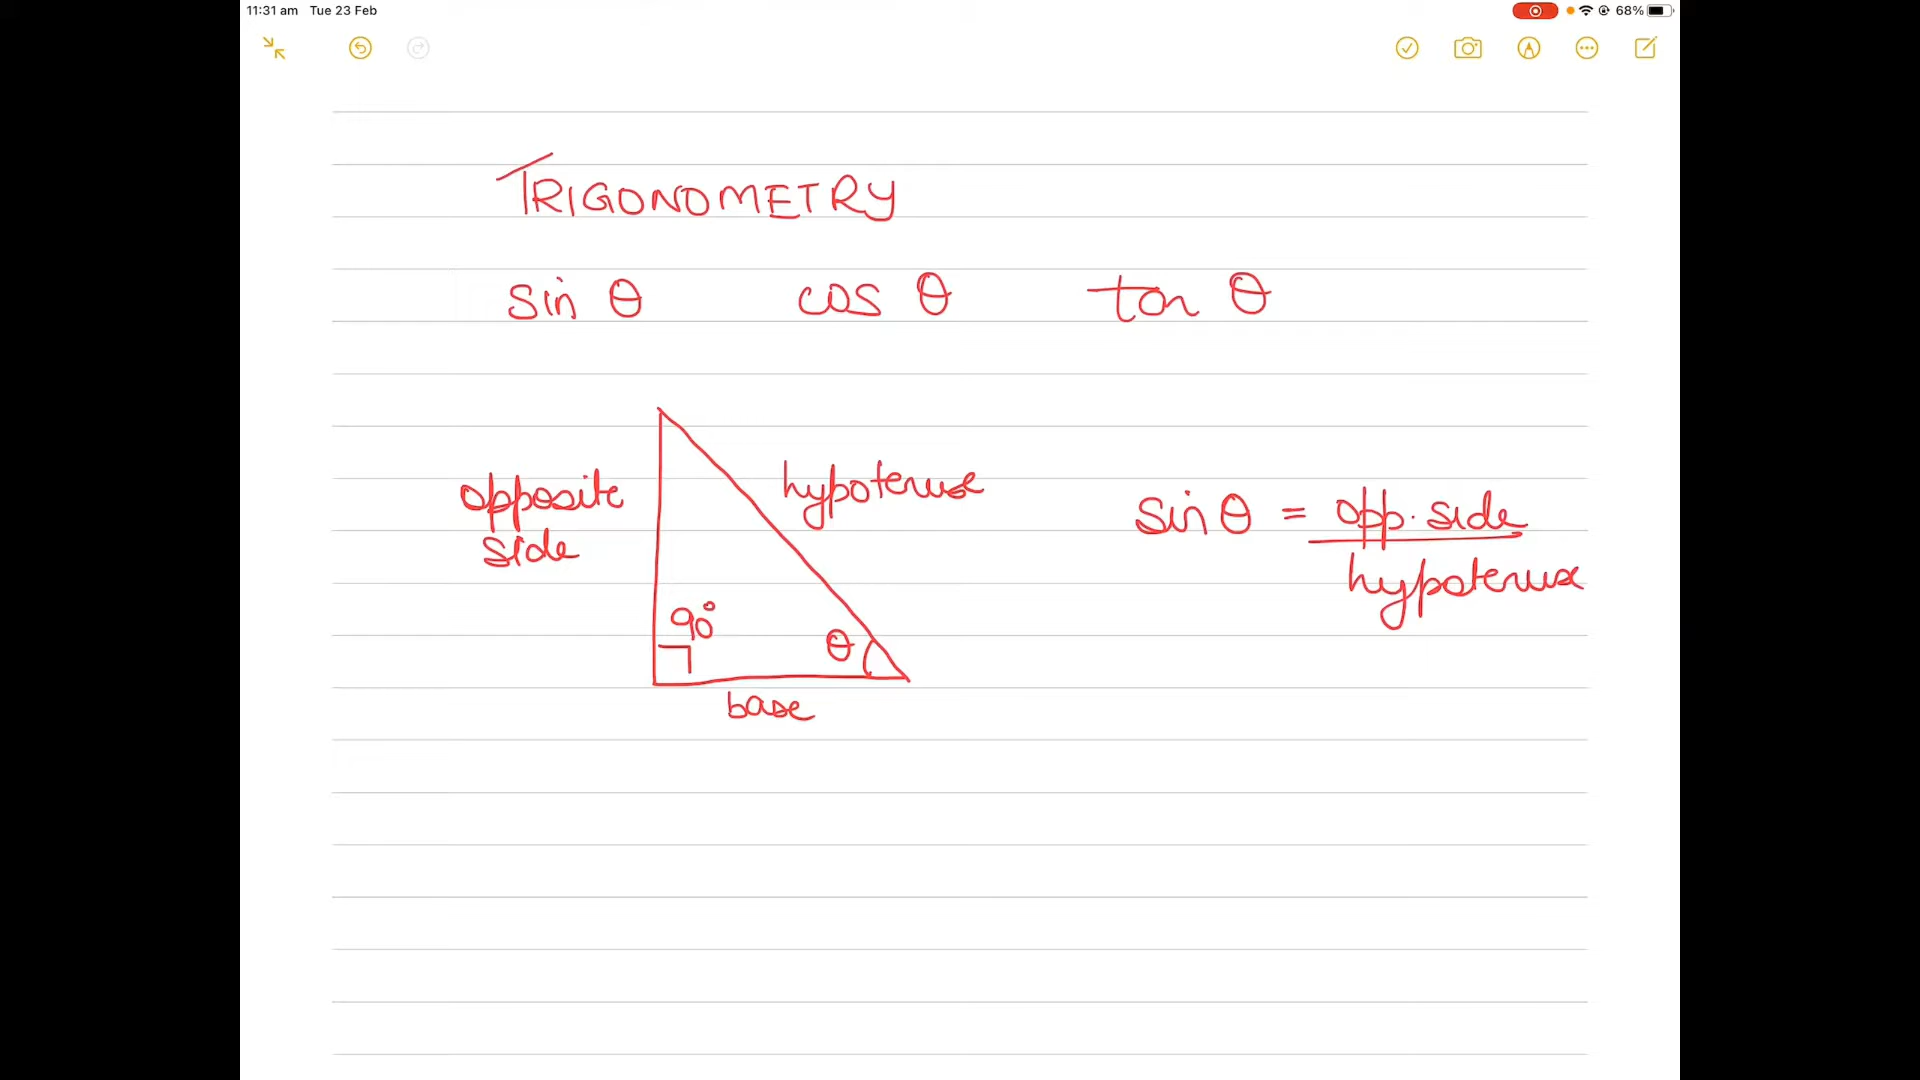 11:31 am Tue 23 Feb
68%
TRIGONOMETRY
sin θ cos θ tan θ
opposite
side
hypotenuse
90°
θ
base
sin θ = opp. side
hypotenuse